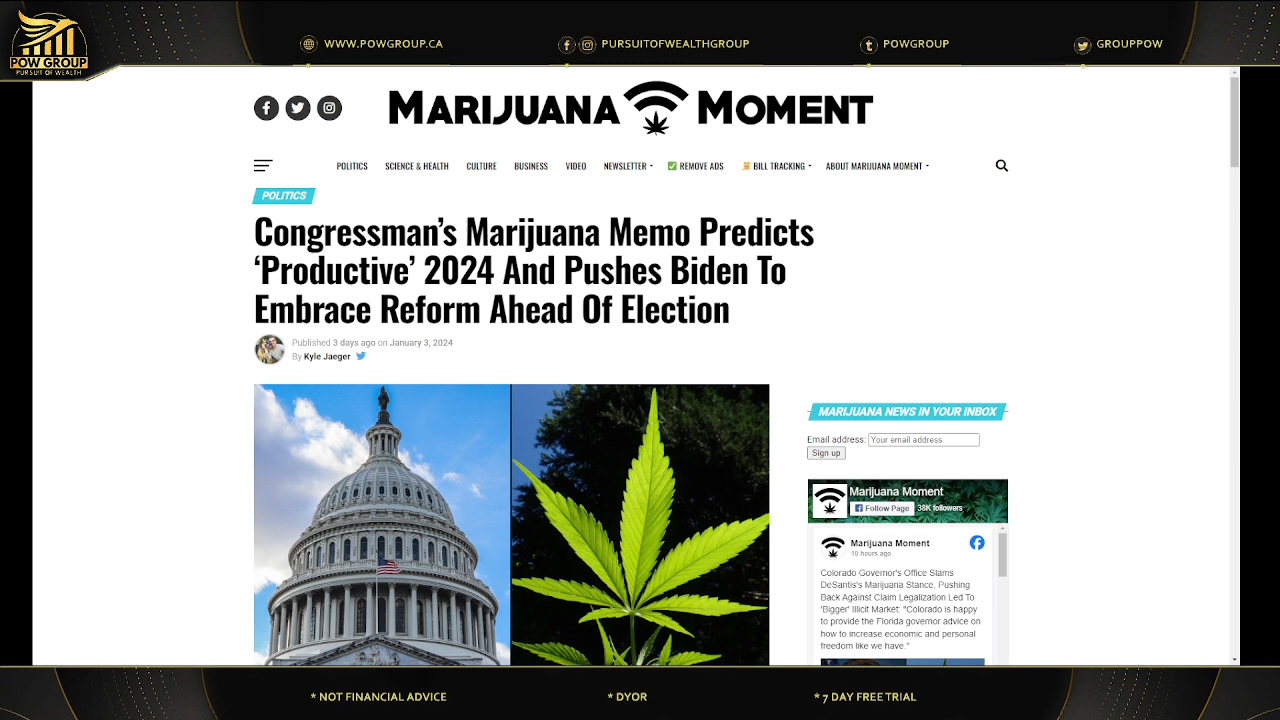 POW GROUP
PURSUIT OF WEALTH
WWW.POWGROUP.CA
PURSUITOFWEALTHGROUP
POWGROUP
GROUPPOW
MARIJUANA MOMENT
POLITICS SCIENCE & HEALTH CULTURE BUSINESS VIDEO NEWSLETTER REMOVE ADS BILL TRACKING ABOUT MARIJUANA MOMENT
POLITICS
Congressman's Marijuana Memo Predicts
'Productive' 2024 And Pushes Biden To
Embrace Reform Ahead Of Election
Published 3 days ago on January 3, 2024
By Kyle Jaeger
MARIJUANA NEWS IN YOUR INBOX
Email address: Your email address
Sign up
Marijuana Moment
Follow Page 38K followers
Marijuana Moment
10 hours ago
Colorado Governor's Office Slams
DeSantis's Marijuana Stance, Pushing
Back Against Claim Legalization Led To
'Bigger' Illicit Market: "Colorado is happy
to provide the Florida governor advice on
how to increase economic and personal
freedom like we have."
* NOT FINANCIAL ADVICE
* DYOR
* 7 DAY FREE TRIAL